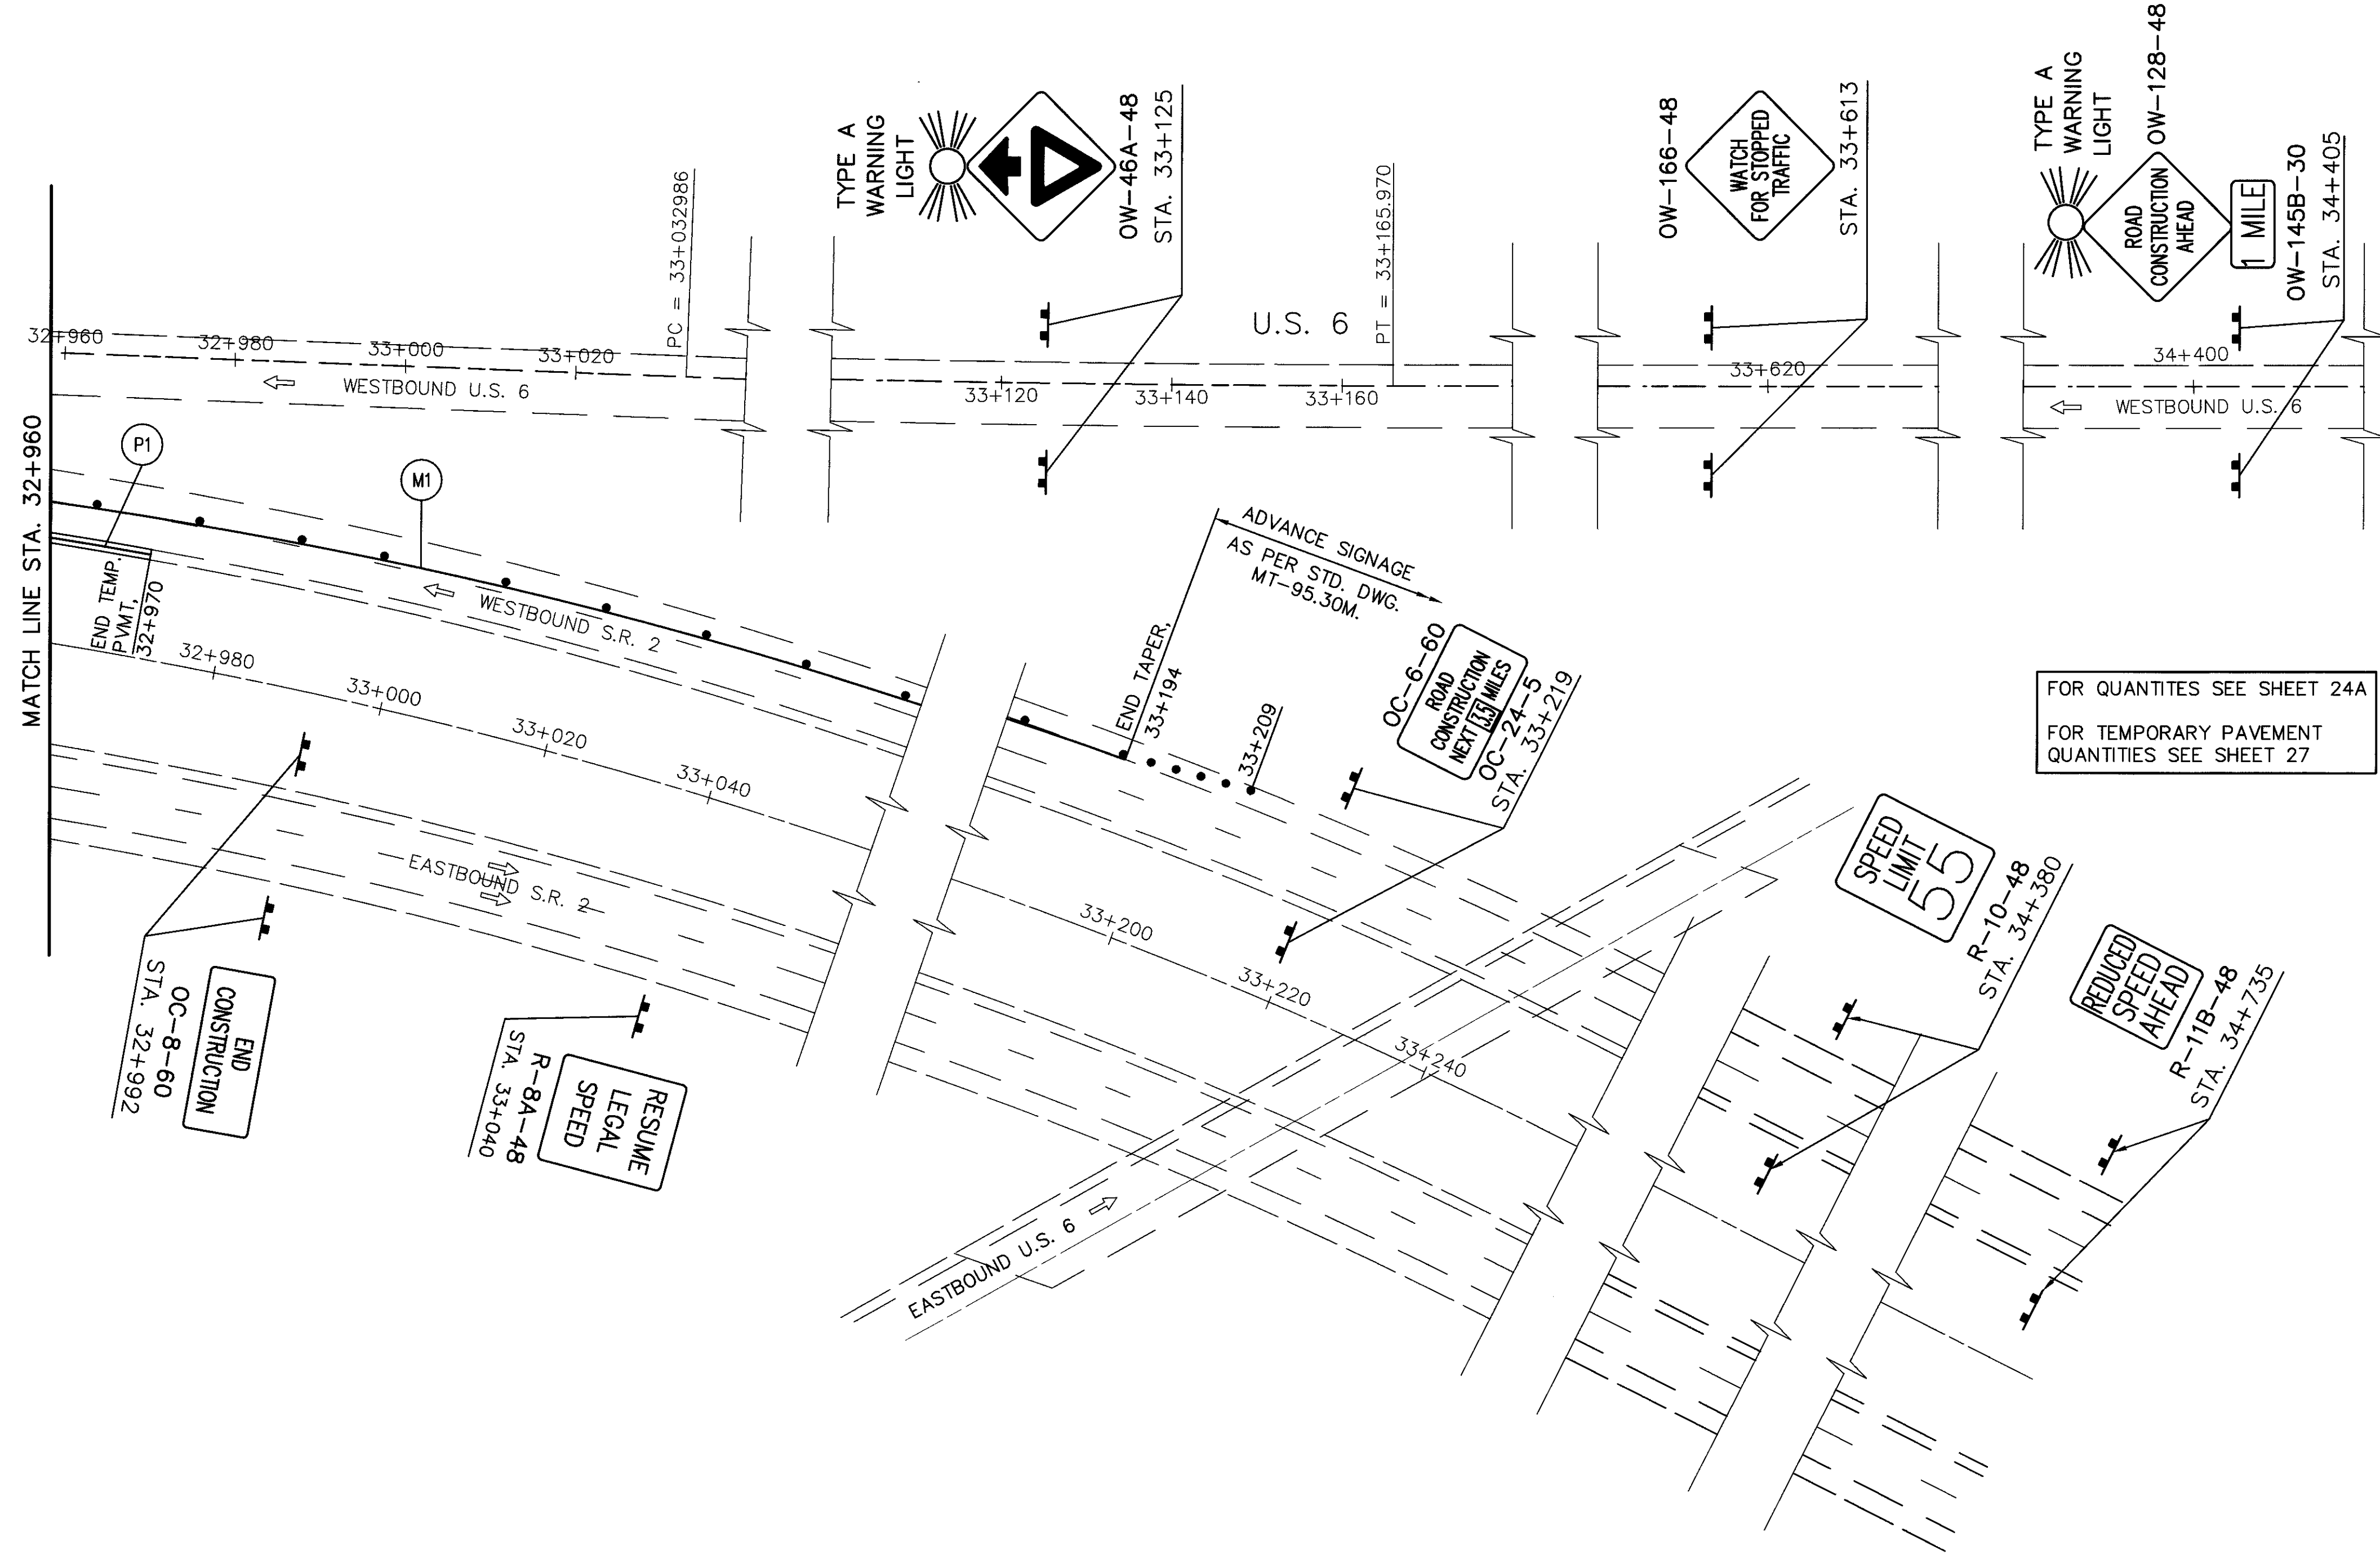 MATCH LINE STA. 32+960
32+960
32+980
33+000
33+020
WESTBOUND U.S. 6
PC = 33+032986
TYPE A
WARNING
LIGHT
OW-46A-48
STA. 33+125
U.S. 6
33+120
33+140
33+160
PT = 33+165.970
OW-166-48
WATCH
FOR STOPPED
TRAFFIC
STA. 33+613
33+620
TYPE A
WARNING
LIGHT
OW-128-48
ROAD
CONSTRUCTION
AHEAD
1 MILE
OW-145B-30
STA. 34+405
34+400
WESTBOUND U.S. 6
P1
M1
END TEMP.
PVMT,
32+970
WESTBOUND S.R. 2
32+980
33+000
33+020
33+040
EASTBOUND S.R. 2
ADVANCE SIGNAGE
AS PER STD. DWG.
MT-95.30M.
END TAPER,
33+194
33+209
OC-6-60
ROAD
CONSTRUCTION
NEXT 3.5 MILES
OC-24-5
STA. 33+219
FOR QUANTITES SEE SHEET 24A
FOR TEMPORARY PAVEMENT
QUANTITIES SEE SHEET 27
33+200
33+220
33+240
SPEED
LIMIT
55
R-10-48
STA. 34+380
REDUCED
SPEED
AHEAD
R-11B-48
STA. 34+735
END
CONSTRUCTION
OC-8-60
STA. 32+992
RESUME
LEGAL
SPEED
R-8A-48
STA. 33+040
EASTBOUND U.S. 6